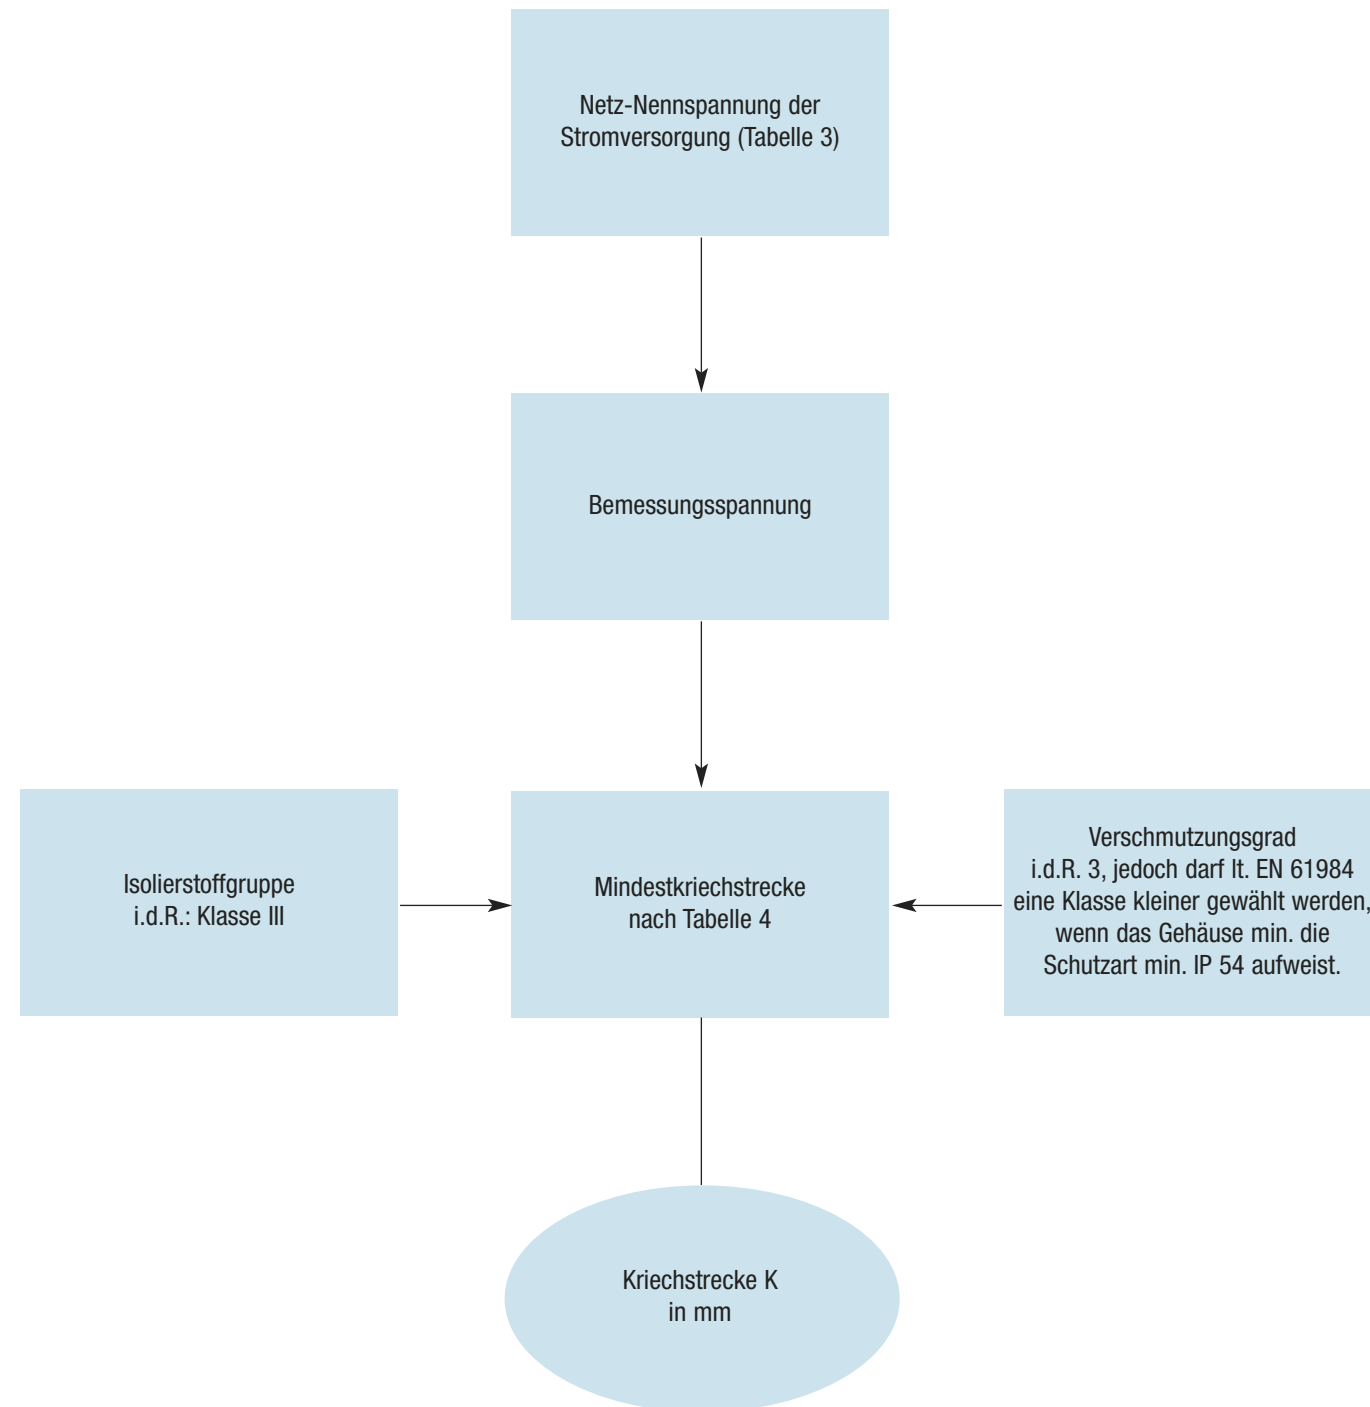 Netz-Nennspannung der
Stromversorgung (Tabelle 3)
Bemessungsspannung
Isolierstoffgruppe
i.d.R.: Klasse III
Mindestkriechstrecke
nach Tabelle 4
Verschmutzungsgrad
i.d.R. 3, jedoch darf lt. EN 61984
eine Klasse kleiner gewählt werden,
wenn das Gehäuse min. die
Schutzart min. IP 54 aufweist.
Kriechstrecke K
in mm